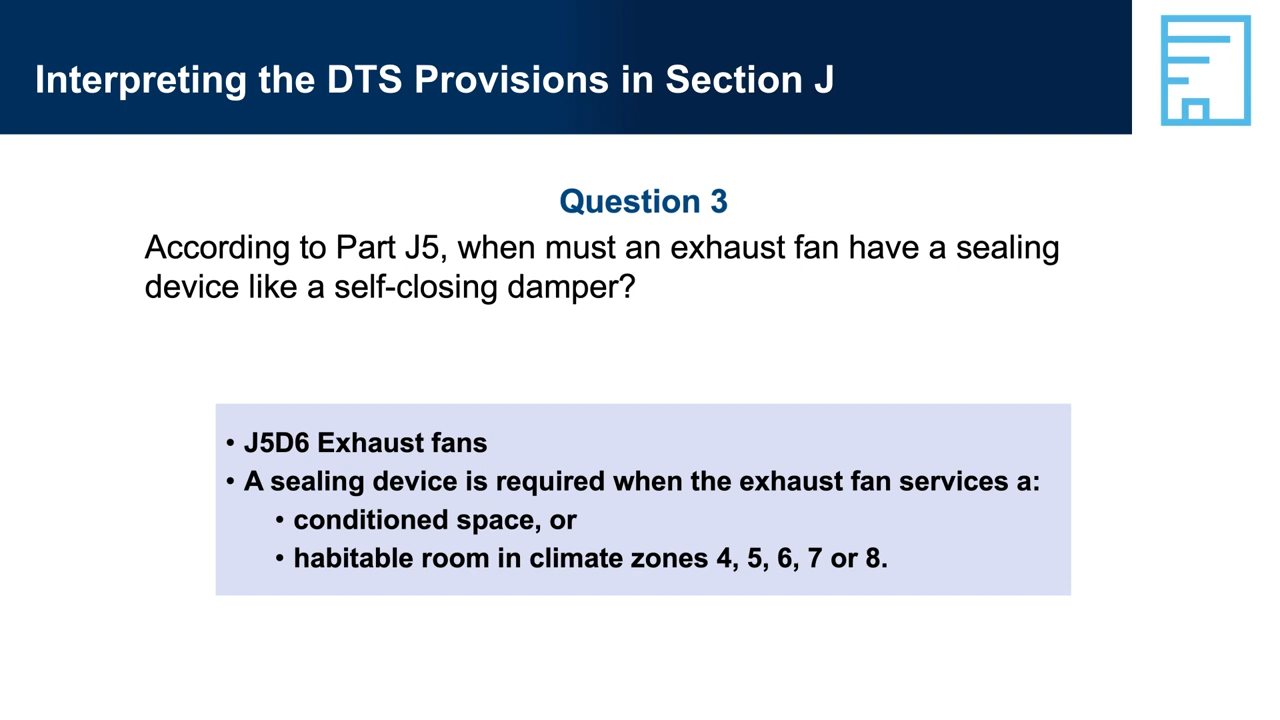 Interpreting the DTS Provisions in Section J
Question 3
According to Part J5, when must an exhaust fan have a sealing
device like a self-closing damper?
• J5D6 Exhaust fans
• A sealing device is required when the exhaust fan services a:
• conditioned space, or
• habitable room in climate zones 4, 5, 6, 7 or 8.